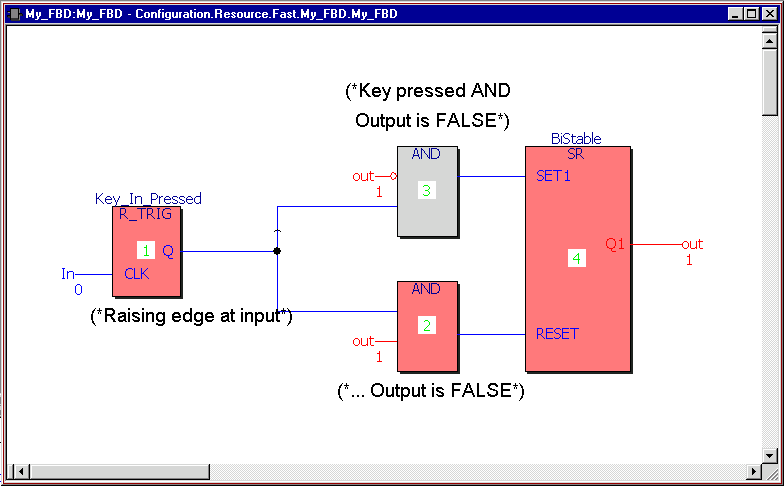 My_FBD:My_FBD - Configuration.Resource.Fast.My_FBD.My_FBD
(*Key pressed AND
Output is FALSE*)
BiStable
AND
SR
out
3
SET1
1
Key_In_Pressed
R_TRIG
1
Q
Q1
out
4
1
In
CLK
0
AND
(*Raising edge at input*)
2
out
RESET
1
(*... Output is FALSE*)